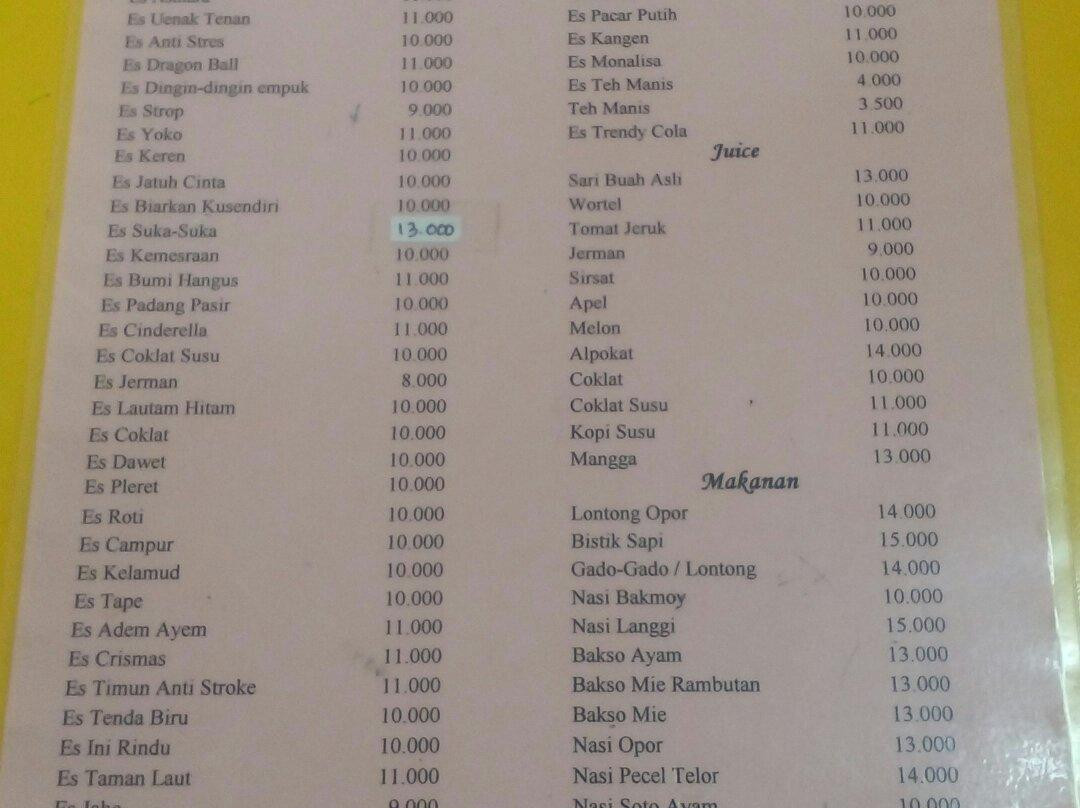 Es Uenak Tenan 11.000
Es Anti Stres 10.000
Es Dragon Ball 11.000
Es Dingin-dingin empuk 10.000
Es Strop 9.000
Es Yoko 11.000
Es Keren 10.000
Es Jatuh Cinta 10.000
Es Biarkan Kusendiri 10.000
Es Suka-Suka 13.000
Es Kemesraan 10.000
Es Bumi Hangus 11.000
Es Padang Pasir 10.000
Es Cinderella 11.000
Es Coklat Susu 10.000
Es Jerman 8.000
Es Lautam Hitam 10.000
Es Coklat 10.000
Es Dawet 10.000
Es Pleret 10.000
Es Roti 10.000
Es Campur 10.000
Es Kelamud 10.000
Es Tape 10.000
Es Adem Ayem 11.000
Es Crismas 11.000
Es Timun Anti Stroke 11.000
Es Tenda Biru 10.000
Es Ini Rindu 10.000
Es Taman Laut 11.000
Es Jahe 9.000
Es Pacar Putih 10.000
Es Kangen 11.000
Es Monalisa 10.000
Es Teh Manis 4.000
Teh Manis 3.500
Es Trendy Cola 11.000
Juice
Sari Buah Asli 13.000
Wortel 10.000
Tomat Jeruk 11.000
Jerman 9.000
Sirsat 10.000
Apel 10.000
Melon 10.000
Alpokat 14.000
Coklat 10.000
Coklat Susu 11.000
Kopi Susu 11.000
Mangga 13.000
Makanan
Lontong Opor 14.000
Bistik Sapi 15.000
Gado-Gado / Lontong 14.000
Nasi Bakmoy 10.000
Nasi Langgi 15.000
Bakso Ayam 13.000
Bakso Mie Rambutan 13.000
Bakso Mie 13.000
Nasi Opor 13.000
Nasi Pecel Telor 14.000
Nasi Soto Ayam 10.000